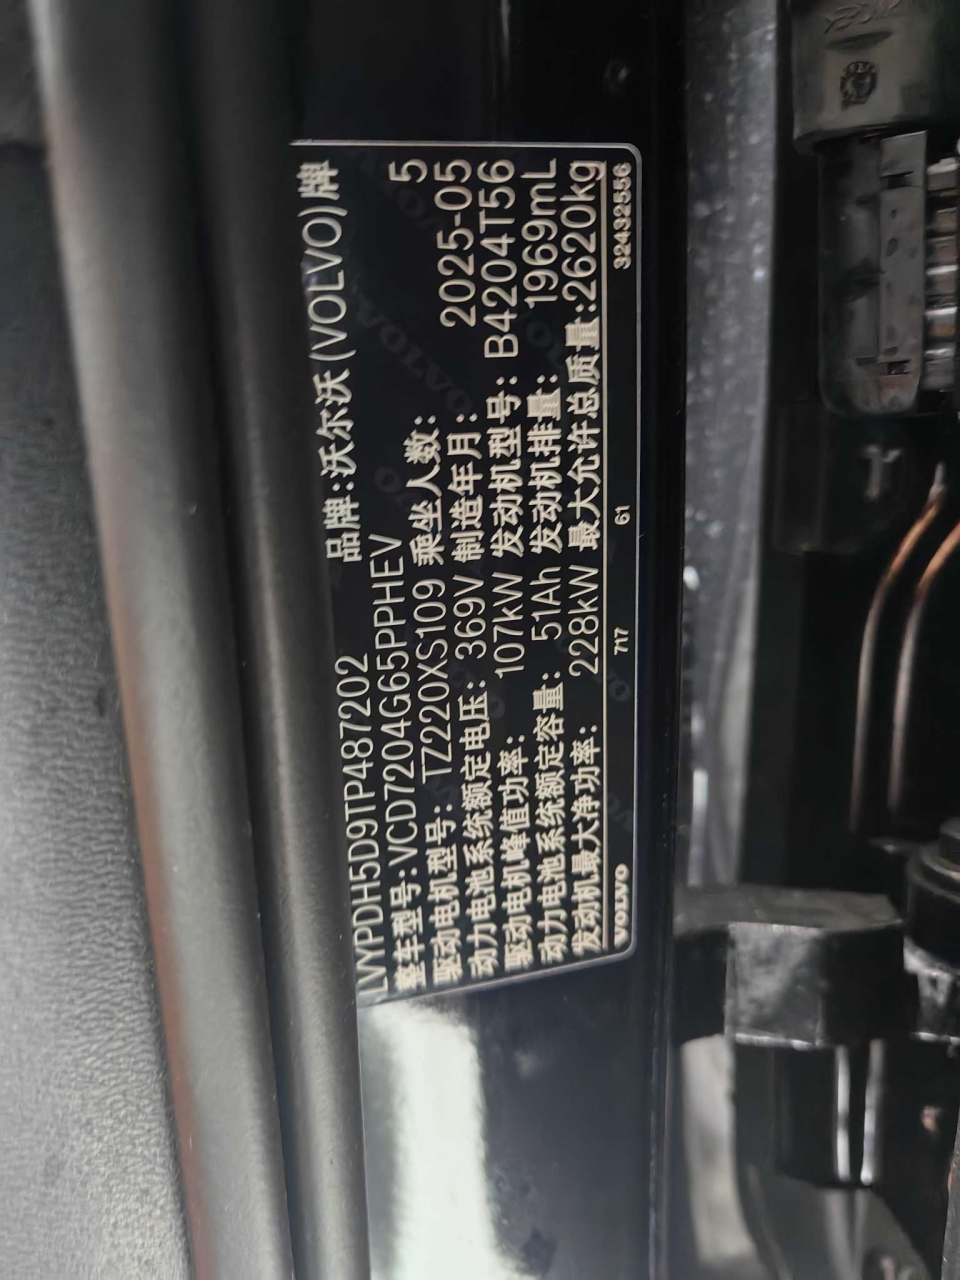 LVYPDH5D9TP487202 品牌:沃尔沃(VOLVO)牌
整车型号:VCD7204G65PPHEV
驱动电机型号: TZ220XS109 乘坐人数: 5
动力电池系统额定电压: 369V 制造年月: 2025-05
驱动电机峰值功率: 107kW 发动机型号: B4204T56
动力电池系统额定容量: 51Ah 发动机排量: 1969mL
发动机最大净功率: 228kW 最大允许总质量:2620kg
VOLVO 717 61 32432556